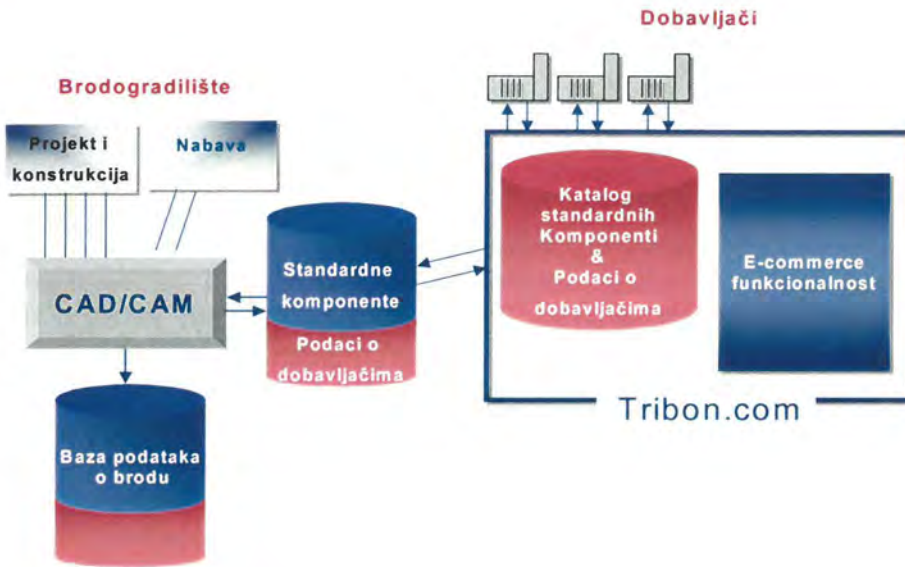 Dobavljači
Brodogradilište
Projekt i
konstrukcija
Nabava
CAD/CAM
Standardne
komponente
Podaci o
dobavljačima
Katalog
standardnih
Komponenti
&
Podaci o
dobavljačima
E-commerce
funkcionalnost
Tribon.com
Baza podataka
o brodu